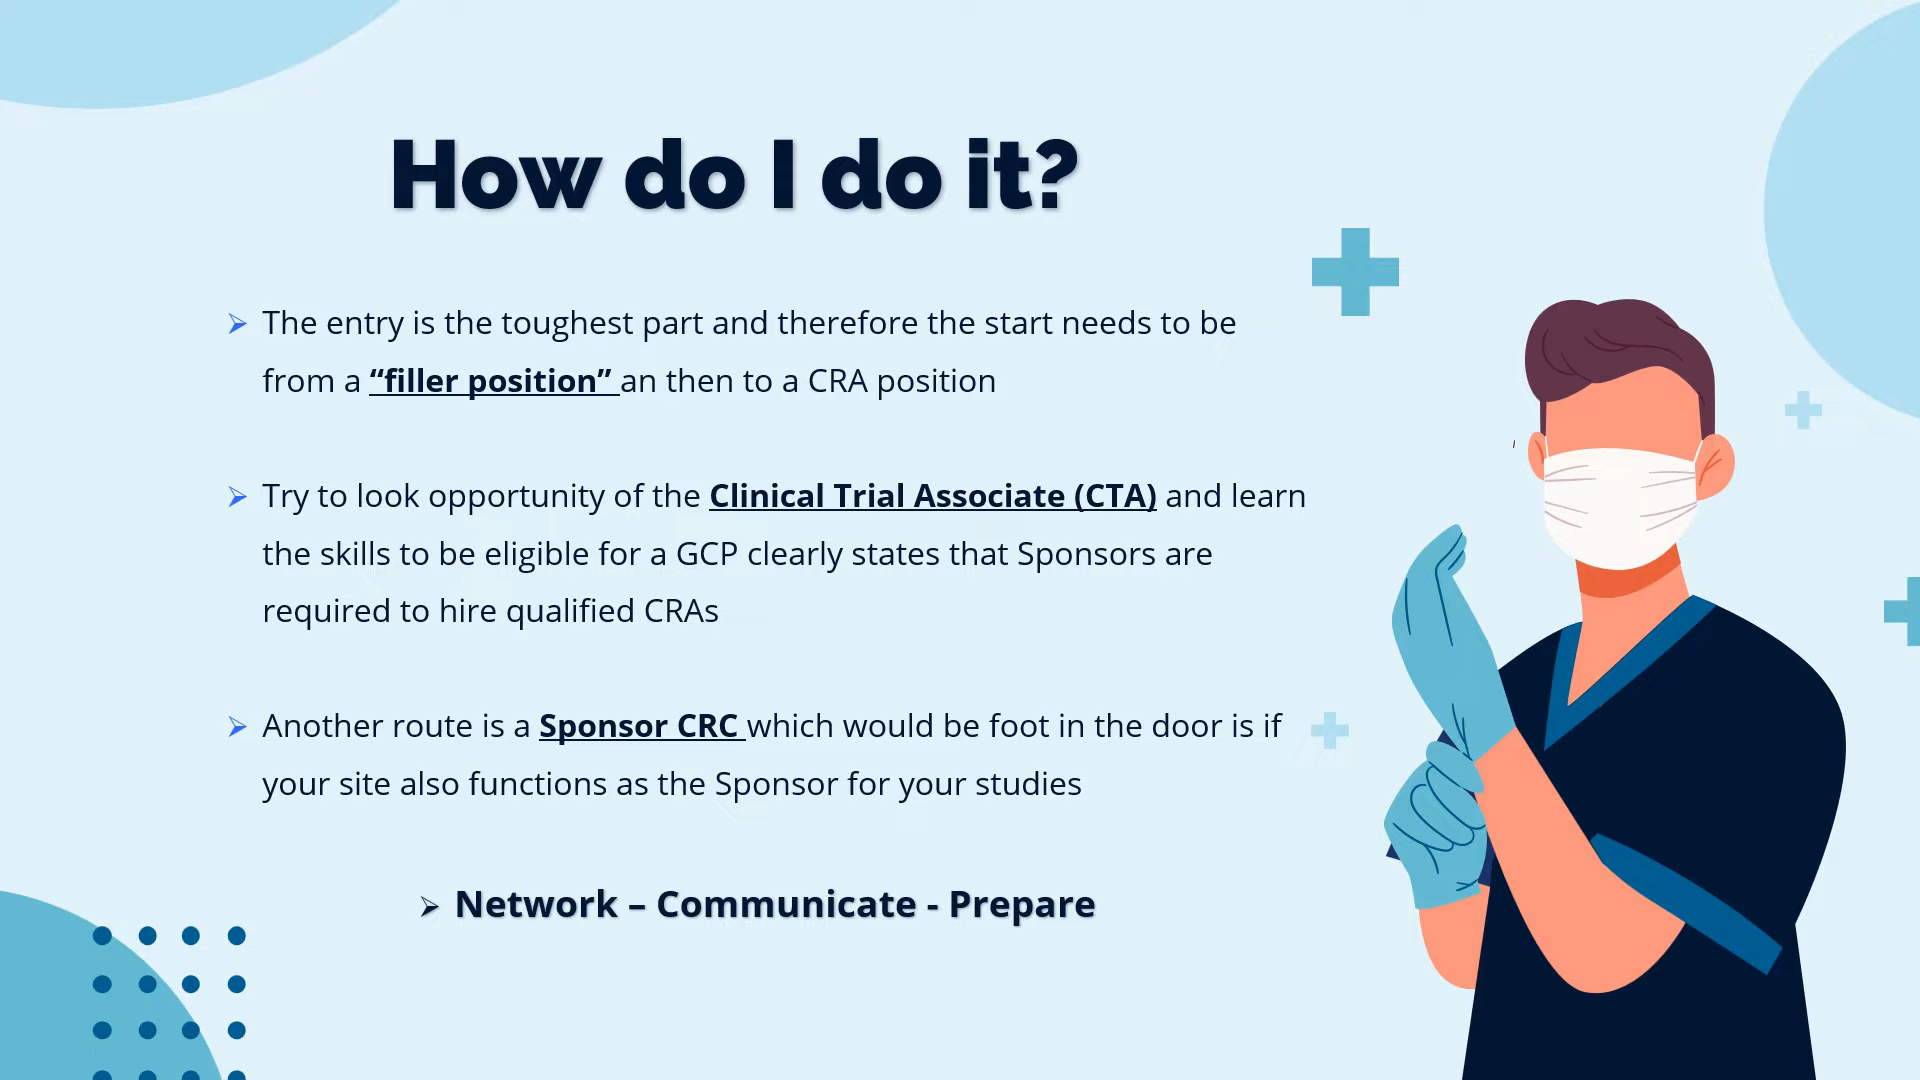 How do I do it?
The entry is the toughest part and therefore the start needs to be
from a “filler position” an then to a CRA position
Try to look opportunity of the Clinical Trial Associate (CTA) and learn
the skills to be eligible for a GCP clearly states that Sponsors are
required to hire qualified CRAs
Another route is a Sponsor CRC which would be foot in the door is if
your site also functions as the Sponsor for your studies
Network – Communicate - Prepare